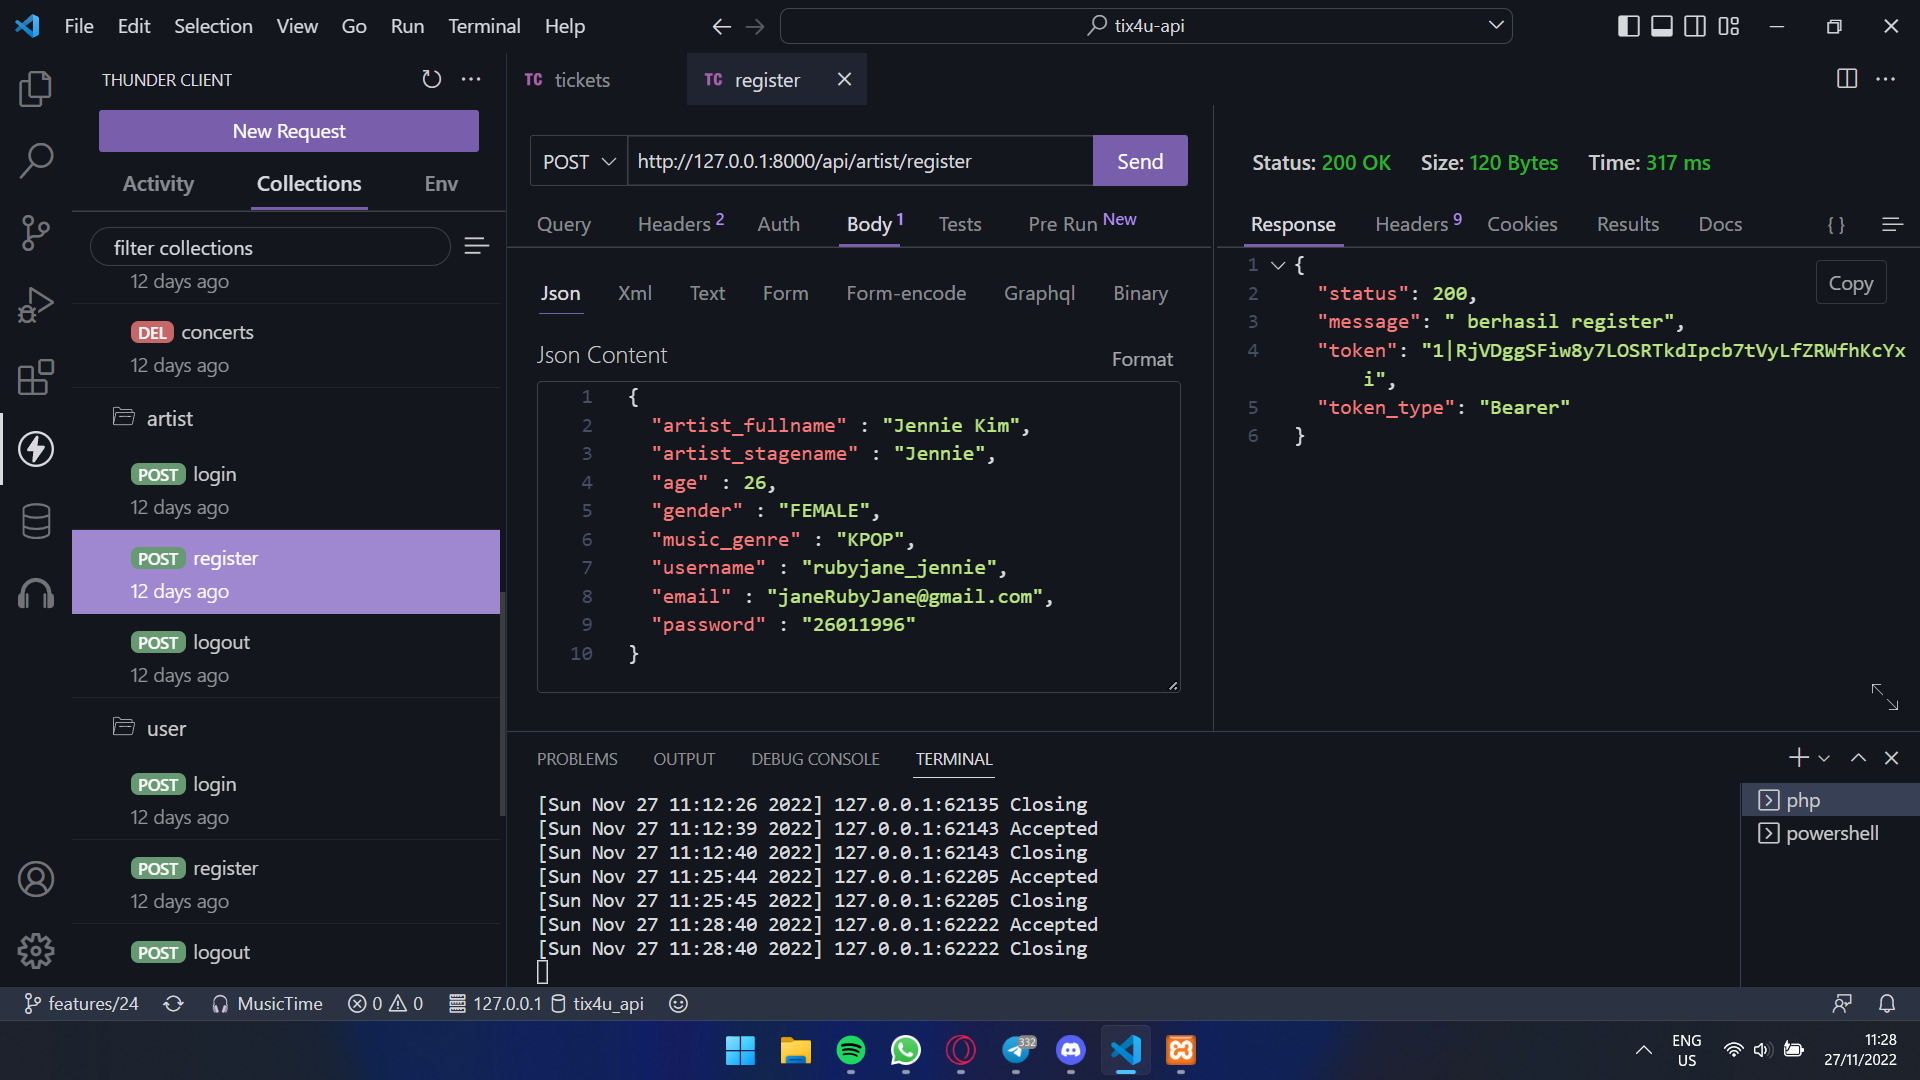 File Edit Selection View Go Run Terminal Help
tix4u-api
THUNDER CLIENT
New Request
Activity Collections Env
filter collections
12 days ago
DEL concerts
12 days ago
artist
POST login
12 days ago
POST register
12 days ago
POST logout
12 days ago
user
POST login
12 days ago
POST register
12 days ago
POST logout
TC tickets
TC register
POST http://127.0.0.1:8000/api/artist/register Send
Query Headers 2 Auth Body 1 Tests Pre Run New
Json Xml Text Form Form-encode Graphql Binary
Json Content
Format
1 {
2 "artist_fullname" : "Jennie Kim",
3 "artist_stagename" : "Jennie",
4 "age" : 26,
5 "gender" : "FEMALE",
6 "music_genre" : "KPOP",
7 "username" : "rubyjane_jennie",
8 "email" : "janeRubyJane@gmail.com",
9 "password" : "26011996"
10 }
Status: 200 OK Size: 120 Bytes Time: 317 ms
Response Headers 9 Cookies Results Docs { }
Copy
1 {
2 "status": 200,
3 "message": " berhasil register",
4 "token": "1|RjVDggSFiw8y7LOSRTkdIpcb7tVyLfZRWfhKcYx
i",
5 "token_type": "Bearer"
6 }
PROBLEMS OUTPUT DEBUG CONSOLE TERMINAL
[Sun Nov 27 11:12:26 2022] 127.0.0.1:62135 Closing
[Sun Nov 27 11:12:39 2022] 127.0.0.1:62143 Accepted
[Sun Nov 27 11:12:40 2022] 127.0.0.1:62143 Closing
[Sun Nov 27 11:25:44 2022] 127.0.0.1:62205 Accepted
[Sun Nov 27 11:25:45 2022] 127.0.0.1:62205 Closing
[Sun Nov 27 11:28:40 2022] 127.0.0.1:62222 Accepted
[Sun Nov 27 11:28:40 2022] 127.0.0.1:62222 Closing
php
powershell
features/24 MusicTime 0 0 127.0.0.1 tix4u_api
332
ENG
US
11:28
27/11/2022